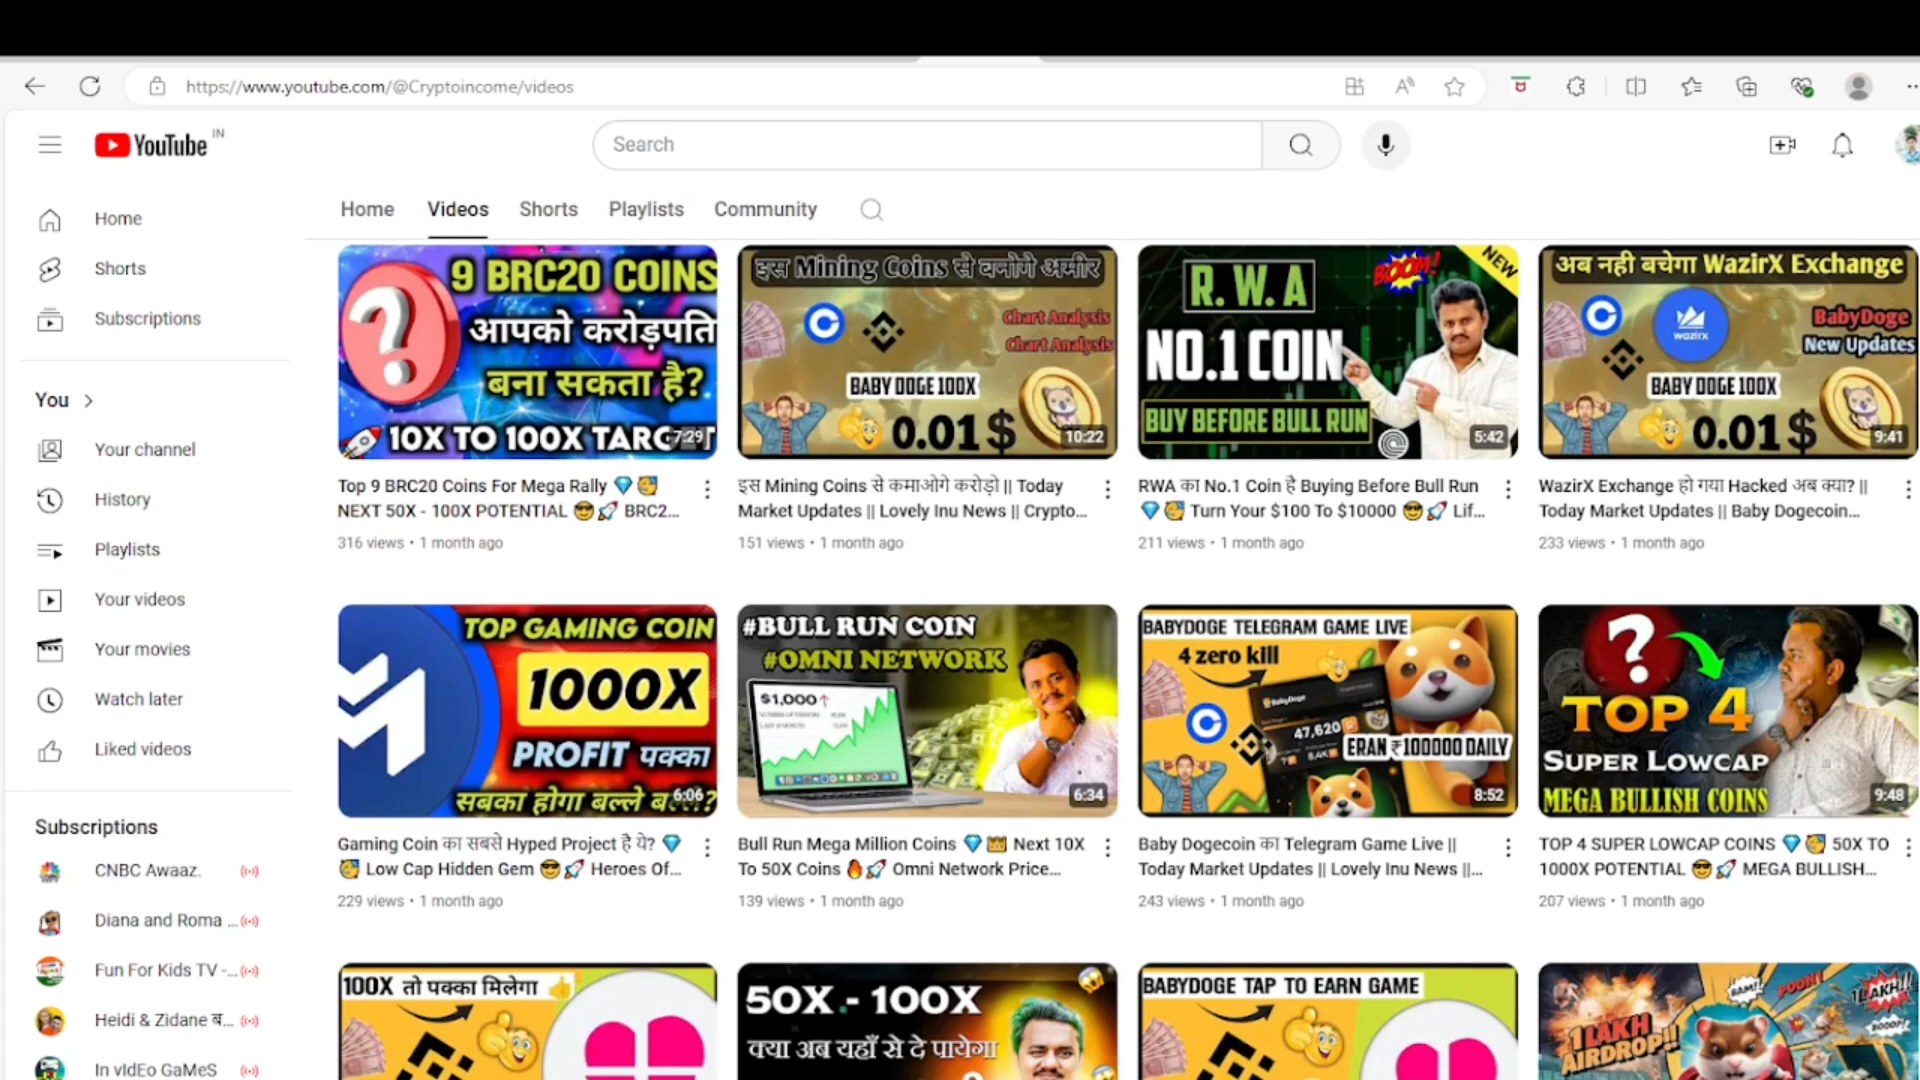 https://www.youtube.com/@Cryptoincome/videos
YouTube IN
Search
Home
Shorts
Subscriptions
You
Your channel
History
Playlists
Your videos
Your movies
Watch later
Liked videos
Subscriptions
CNBC Awaaz.
Diana and Roma ...
Fun For Kids TV -...
Heidi & Zidane ब...
In vIdEo GaMeS
Home Videos Shorts Playlists Community
9 BRC20 COINS
आपको करोड़पति
बना सकता है?
10X TO 100X TARGET
7:29
Top 9 BRC20 Coins For Mega Rally 💎🥳
NEXT 50X - 100X POTENTIAL 😎🚀 BRC2...
316 views • 1 month ago
इस Mining Coins से बनोगे अमीर
Chart Analysis
Chart Analysis
BABY DOGE 100X
0.01$
10:22
इस Mining Coins से कमाओगे करोड़ो || Today
Market Updates || Lovely Inu News || Crypto...
151 views • 1 month ago
R. W. A
BOOM!
NEW
NO.1 COIN
BUY BEFORE BULL RUN
5:42
RWA का No.1 Coin है Buying Before Bull Run
💎🥳 Turn Your $100 To $10000 😎🚀 Lif...
211 views • 1 month ago
अब नही बचेगा WazirX Exchange
wazirx
BabyDoge
New Updates
BABY DOGE 100X
0.01$
9:41
WazirX Exchange हो गया Hacked अब क्या? ||
Today Market Updates || Baby Dogecoin...
233 views • 1 month ago
TOP GAMING COIN
1000X
PROFIT पक्का
सबका होगा बल्ले
6:06
Gaming Coin का सबसे Hyped Project है ये? 💎
🥳 Low Cap Hidden Gem 😎🚀 Heroes Of...
229 views • 1 month ago
#BULL RUN COIN
#OMNI NETWORK
$1,000↑
6:34
Bull Run Mega Million Coins 💎👑 Next 10X
To 50X Coins 🔥🚀 Omni Network Price...
139 views • 1 month ago
BABYDOGE TELEGRAM GAME LIVE
4 zero kill
BabyDoge
47,620
8.4K
ERAN ₹100000 DAILY
8:52
Baby Dogecoin का Telegram Game Live ||
Today Market Updates || Lovely Inu News ||...
243 views • 1 month ago
?
TOP 4
SUPER LOWCAP
MEGA BULLISH COINS
9:48
TOP 4 SUPER LOWCAP COINS 💎🥳 50X TO
1000X POTENTIAL 😎🚀 MEGA BULLISH...
207 views • 1 month ago
100X तो पक्का मिलेगा 👍
50X - 100X
क्या अब यहाँ से दे पायेगा
BABYDOGE TAP TO EARN GAME
1 LAKH
AIRDROP!!
BAM!
POON!
1 LAKH!!
BOOOP!